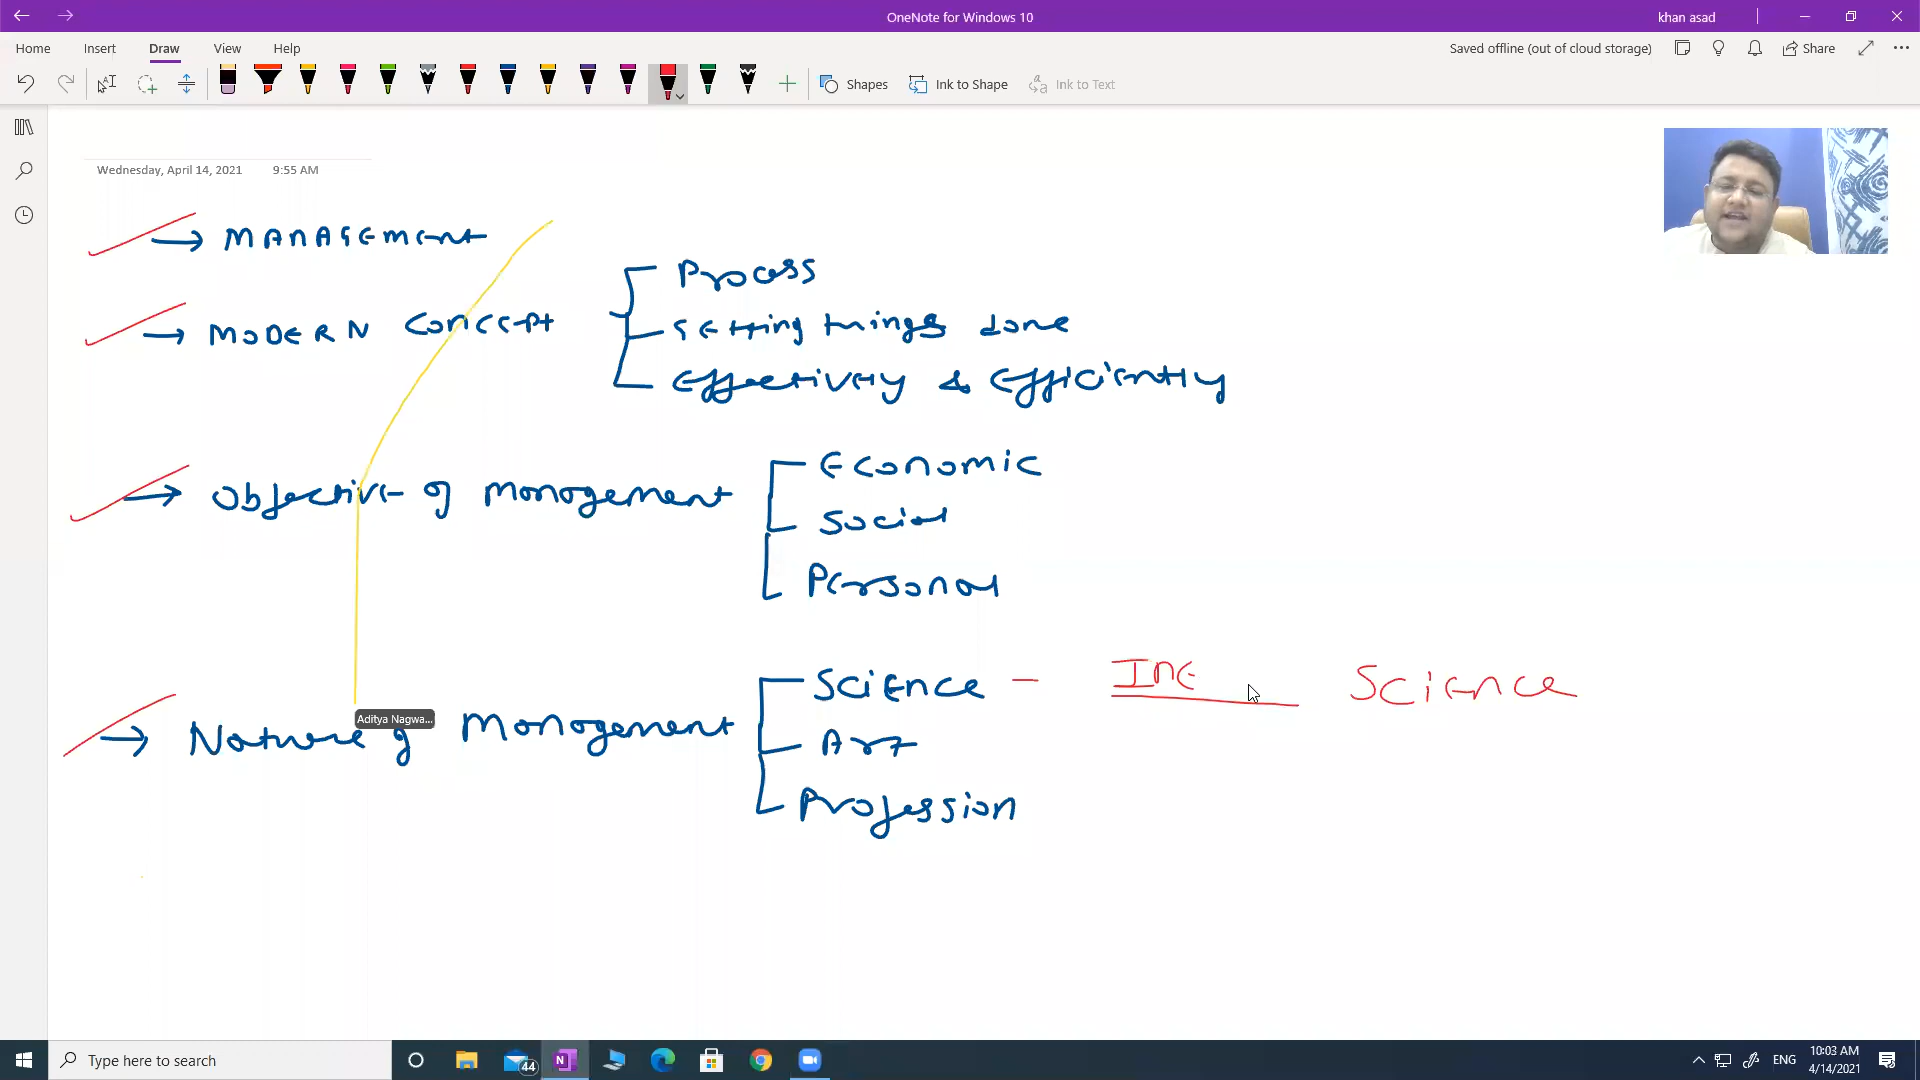 OneNote for Windows 10
khan asad
Home Insert Draw View Help
Saved offline (out of cloud storage)
Share
Shapes
Ink to Shape
Ink to Text
Wednesday, April 14, 2021 9:55 AM
→ MANAGEMENT
→ MODERN Concept
Process
Getting things done
Effectively & Efficiently
→ Objective of management
Economic
Social
Personal
→ Nature of Management
Aditya Nagwa...
Science — INE Science
Art
Profession
Type here to search
44
ENG
10:03 AM
4/14/2021